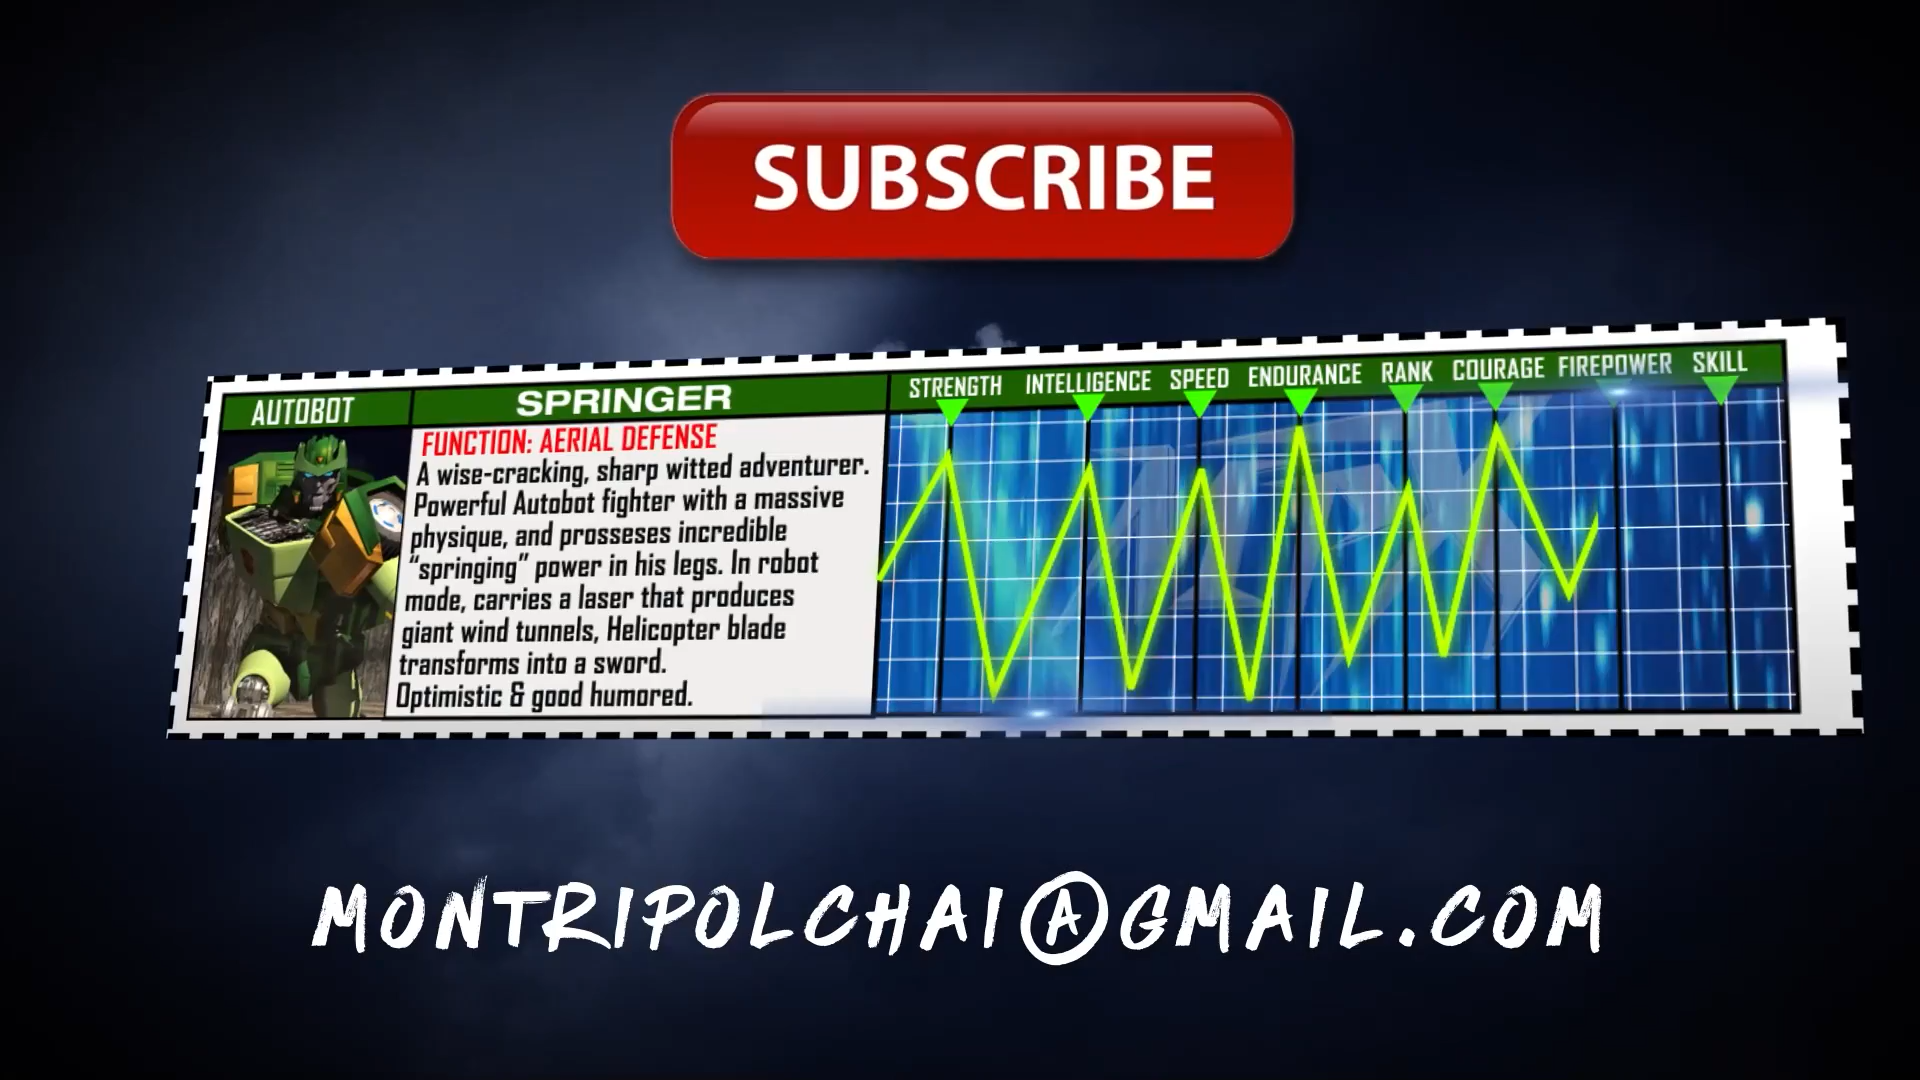 SUBSCRIBE
AUTOBOT
SPRINGER
STRENGTH INTELLIGENCE SPEED ENDURANCE RANK COURAGE FIREPOWER SKILL
FUNCTION: AERIAL DEFENSE
A wise-cracking, sharp witted adventurer.
Powerful Autobot fighter with a massive
physique, and prosseses incredible
“springing” power in his legs. In robot
mode, carries a laser that produces
giant wind tunnels, Helicopter blade
transforms into a sword.
Optimistic & good humored.
MONTRIPOLCHAI@GMAIL.COM